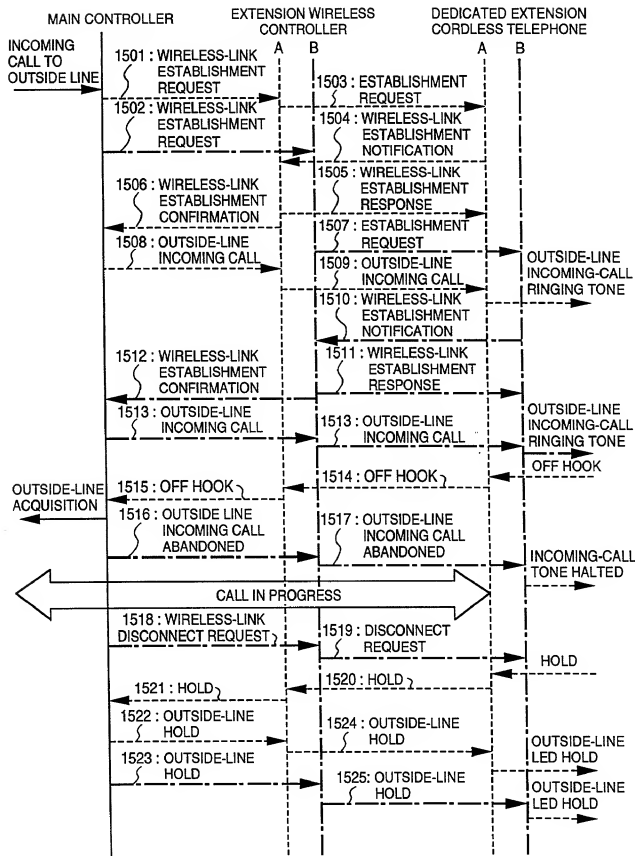 MAIN CONTROLLER
EXTENSION WIRELESS
CONTROLLER
DEDICATED EXTENSION
CORDLESS TELEPHONE
A
B
A
B
INCOMING
CALL TO
OUTSIDE LINE
1501 : WIRELESS-LINK
ESTABLISHMENT
REQUEST
1503 : ESTABLISHMENT
REQUEST
1502 : WIRELESS-LINK
ESTABLISHMENT
REQUEST
1504 : WIRELESS-LINK
ESTABLISHMENT
NOTIFICATION
1505 : WIRELESS-LINK
ESTABLISHMENT
RESPONSE
1506 : WIRELESS-LINK
ESTABLISHMENT
CONFIRMATION
1507 : ESTABLISHMENT
REQUEST
1508 : OUTSIDE-LINE
INCOMING CALL
1509 : OUTSIDE-LINE
INCOMING CALL
OUTSIDE-LINE
INCOMING-CALL
RINGING TONE
1510 : WIRELESS-LINK
ESTABLISHMENT
NOTIFICATION
1512 : WIRELESS-LINK
ESTABLISHMENT
CONFIRMATION
1511 : WIRELESS-LINK
ESTABLISHMENT
RESPONSE
1513 : OUTSIDE-LINE
INCOMING CALL
1513 : OUTSIDE-LINE
INCOMING CALL
OUTSIDE-LINE
INCOMING-CALL
RINGING TONE
OFF HOOK
1514 : OFF HOOK
1515 : OFF HOOK
OUTSIDE-LINE
ACQUISITION
1516 : OUTSIDE LINE
INCOMING CALL
ABANDONED
1517 : OUTSIDE-LINE
INCOMING CALL
ABANDONED
INCOMING-CALL
TONE HALTED
CALL IN PROGRESS
1518 : WIRELESS-LINK
DISCONNECT REQUEST
1519 : DISCONNECT
REQUEST
HOLD
1520 : HOLD
1521 : HOLD
1522 : OUTSIDE-LINE
HOLD
1524 : OUTSIDE-LINE
HOLD
OUTSIDE-LINE
LED HOLD
1523 : OUTSIDE-LINE
HOLD
1525: OUTSIDE-LINE
HOLD
OUTSIDE-LINE
LED HOLD